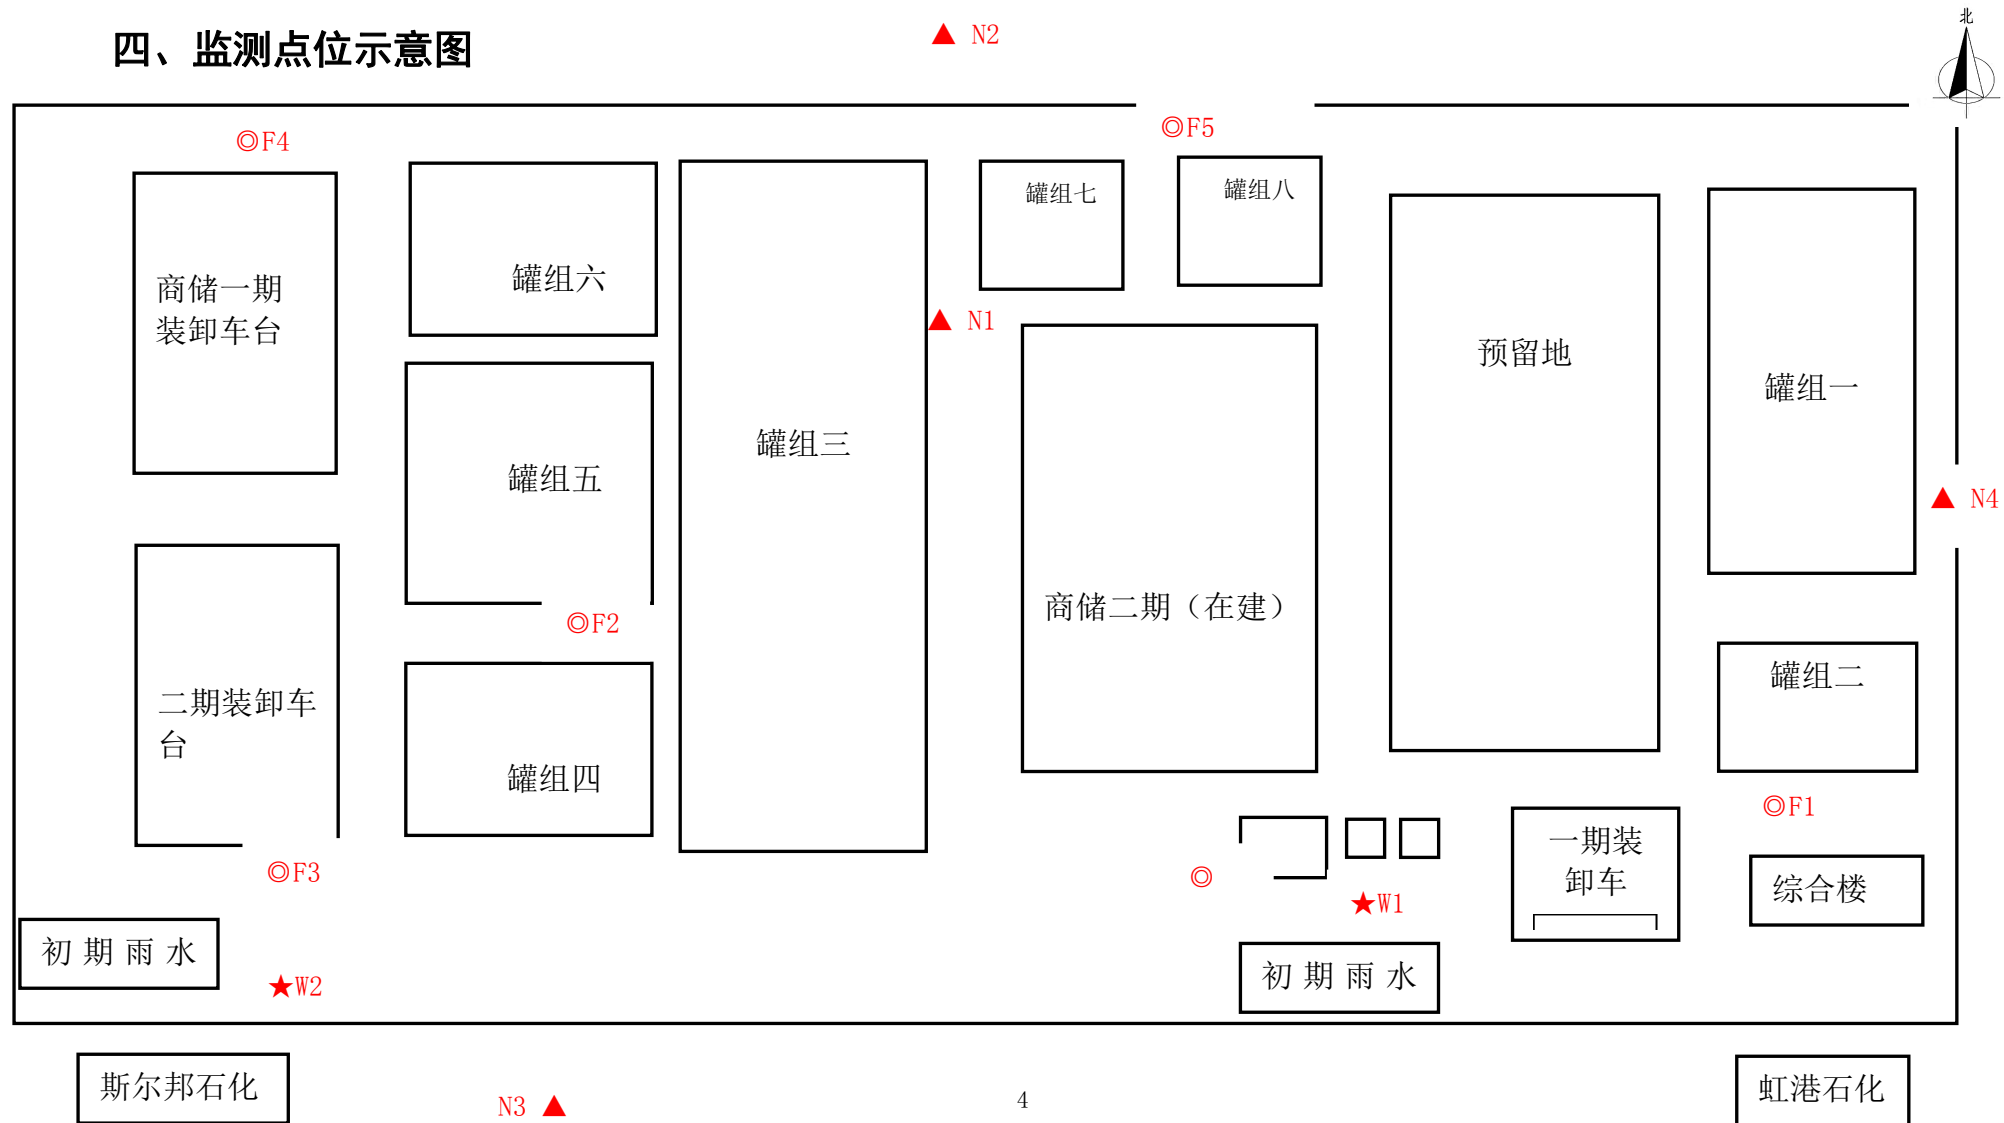 四、监测点位示意图
▲ N2
北
◎F4
◎F5
罐组七
罐组八
商储一期
装卸车台
罐组六
▲ N1
预留地
罐组一
罐组三
罐组五
▲ N4
商储二期（在建）
◎F2
二期装卸车
台
罐组二
罐组四
◎F1
一期装
卸车
◎F3
◎
★W1
综合楼
初期雨水
★W2
初期雨水
斯尔邦石化
N3 ▲
4
虹港石化